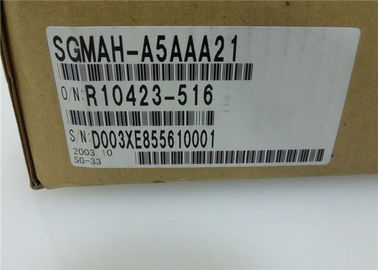 SGMAH-A5AAA21
O/N:R10423-516
S/N:D003XE855610001
2003 10
SG-33